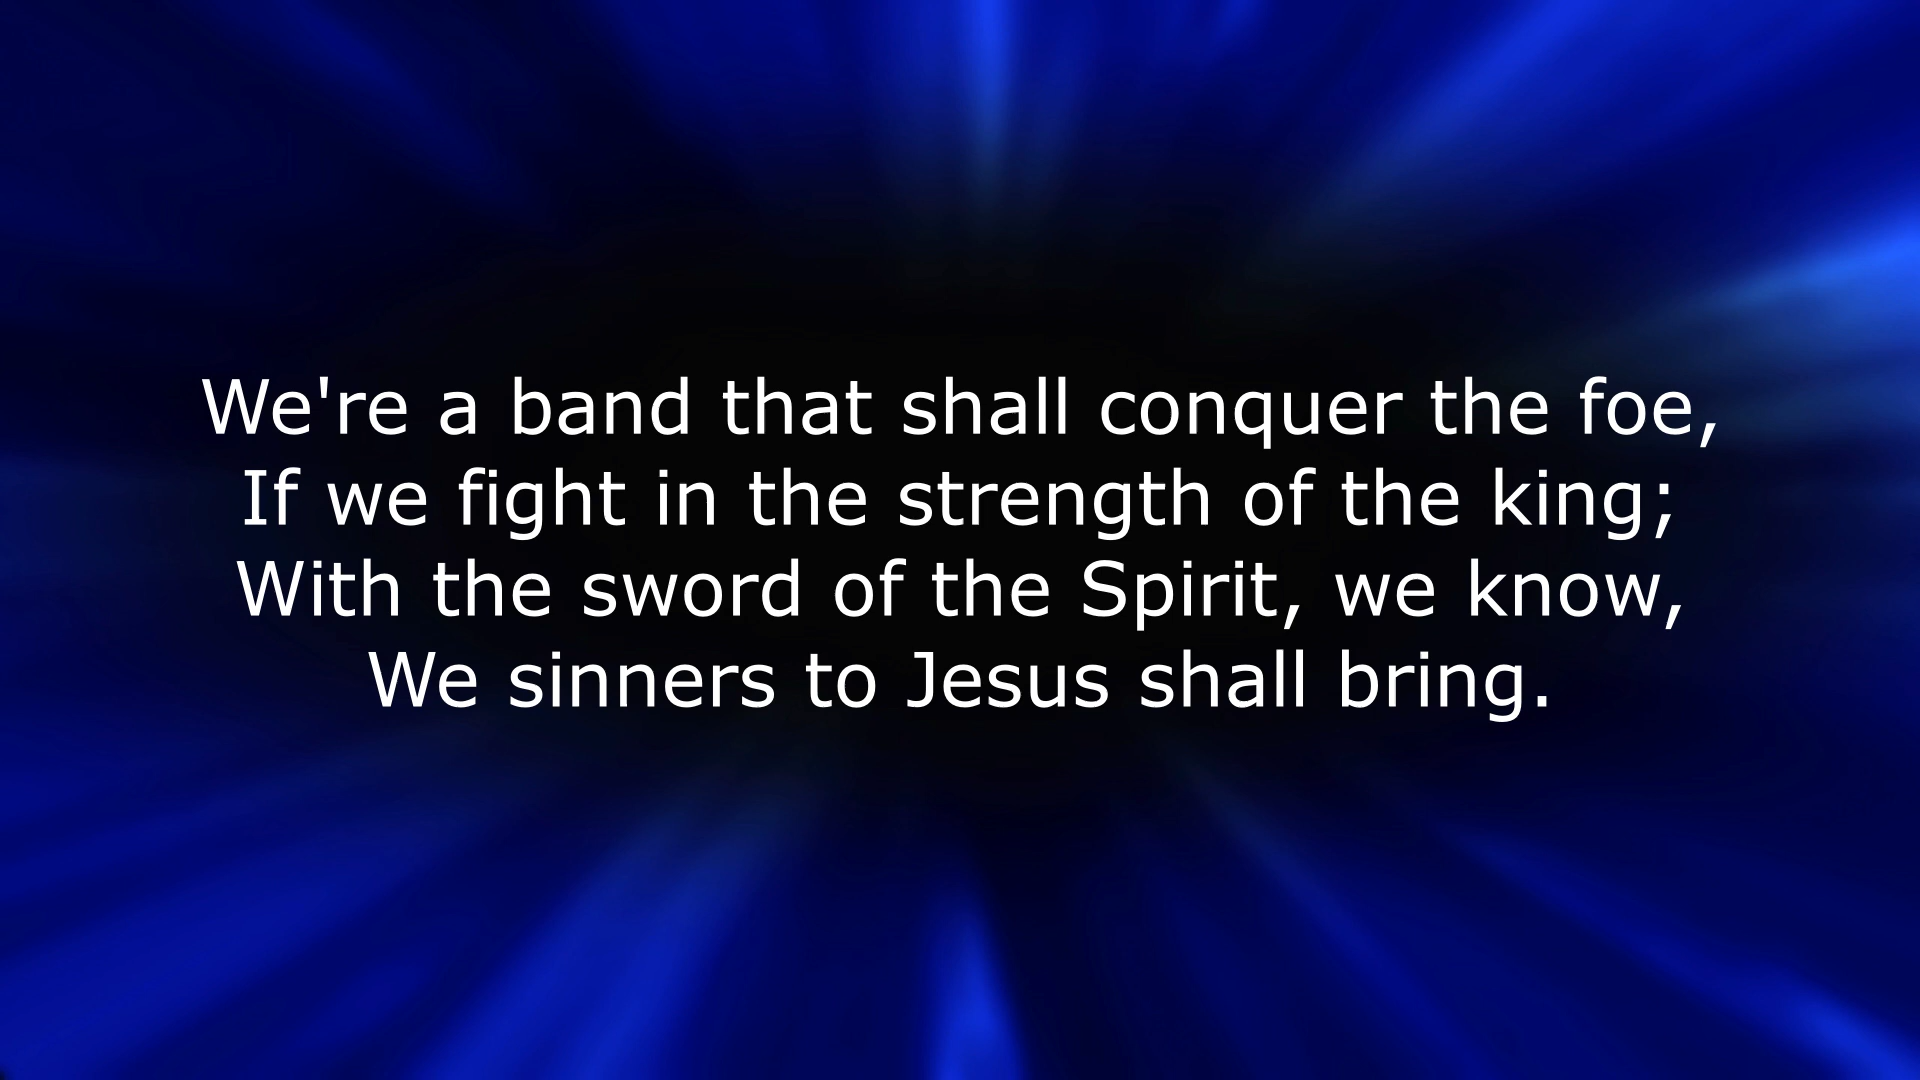 We're a band that shall conquer the foe,
If we fight in the strength of the king;
With the sword of the Spirit, we know,
We sinners to Jesus shall bring.